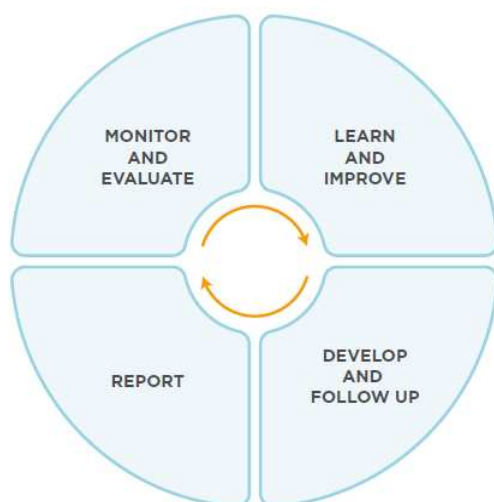 MONITOR
AND
EVALUATE
LEARN
AND
IMPROVE
REPORT
DEVELOP
AND
FOLLOW UP